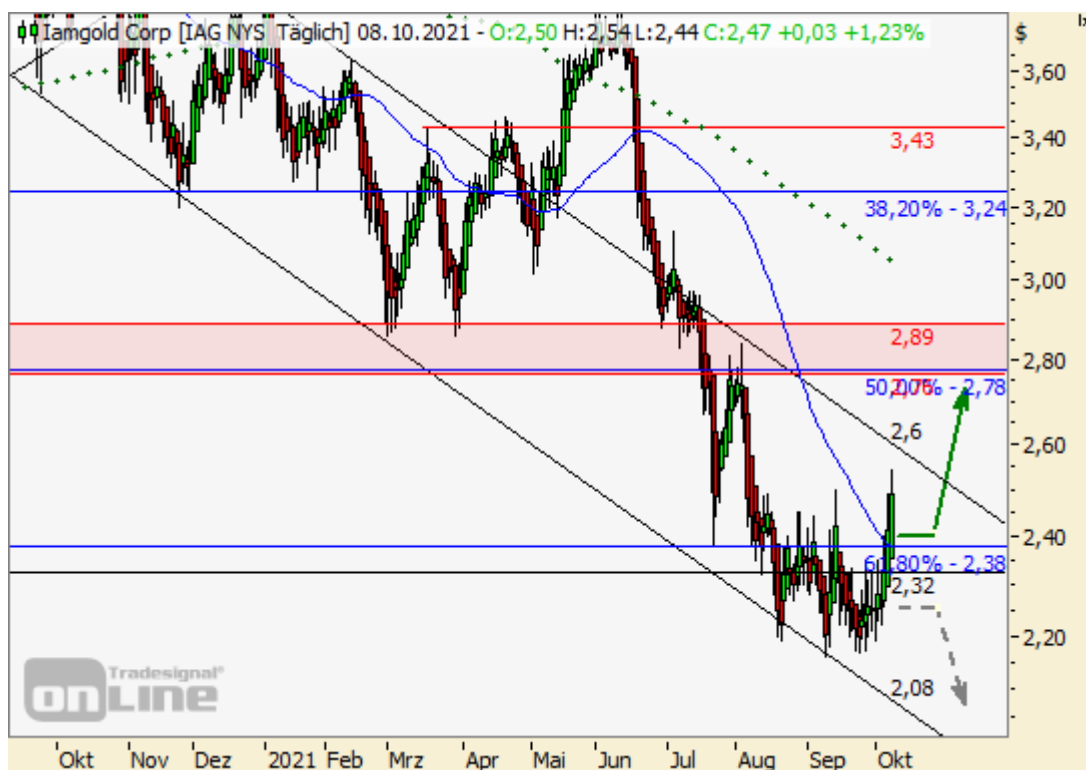 Iamgold Corp [IAG NYS, Täglich] 08.10.2021 - O:2,50 H:2,54 L:2,44 C:2,47 +0,03 +1,23%
$
3,60
3,40
3,43
3,20
38,20% - 3,24
3,00
2,89
2,80
50,00% - 2,78
2,60
2,6
2,40
61,80% - 2,38
2,32
2,20
2,08
Tradesignal®
onLine
Okt Nov Dez 2021 Feb Mrz Apr Mai Jun Jul Aug Sep Okt